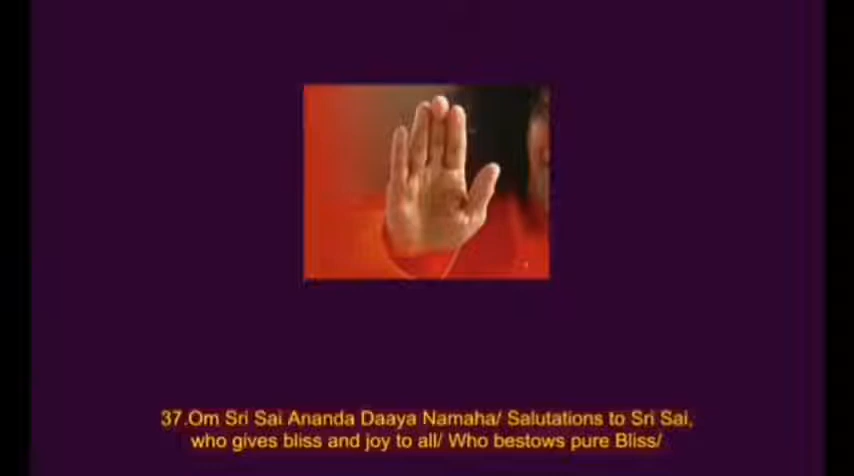 37.Om Sri Sai Ananda Daaya Namaha/ Salutations to Sri Sai,
who gives bliss and joy to all/ Who bestows pure Bliss/